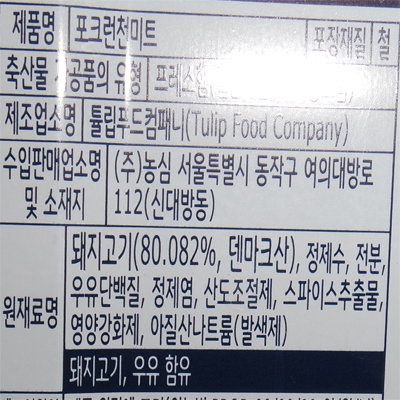 제품명 포크런천미트 포장재질 철
축산물 가공품의 유형 프레스햄
제조업소명 튤립푸드컴패니(Tulip Food Company)
수입판매업소명 및 소재지 (주)농심 서울특별시 동작구 여의대방로
112(신대방동)
원재료명 돼지고기(80.082%, 덴마크산), 정제수, 전분,
우유단백질, 정제염, 산도조절제, 스파이스추출물,
영양강화제, 아질산나트륨(발색제)
돼지고기, 우유 함유